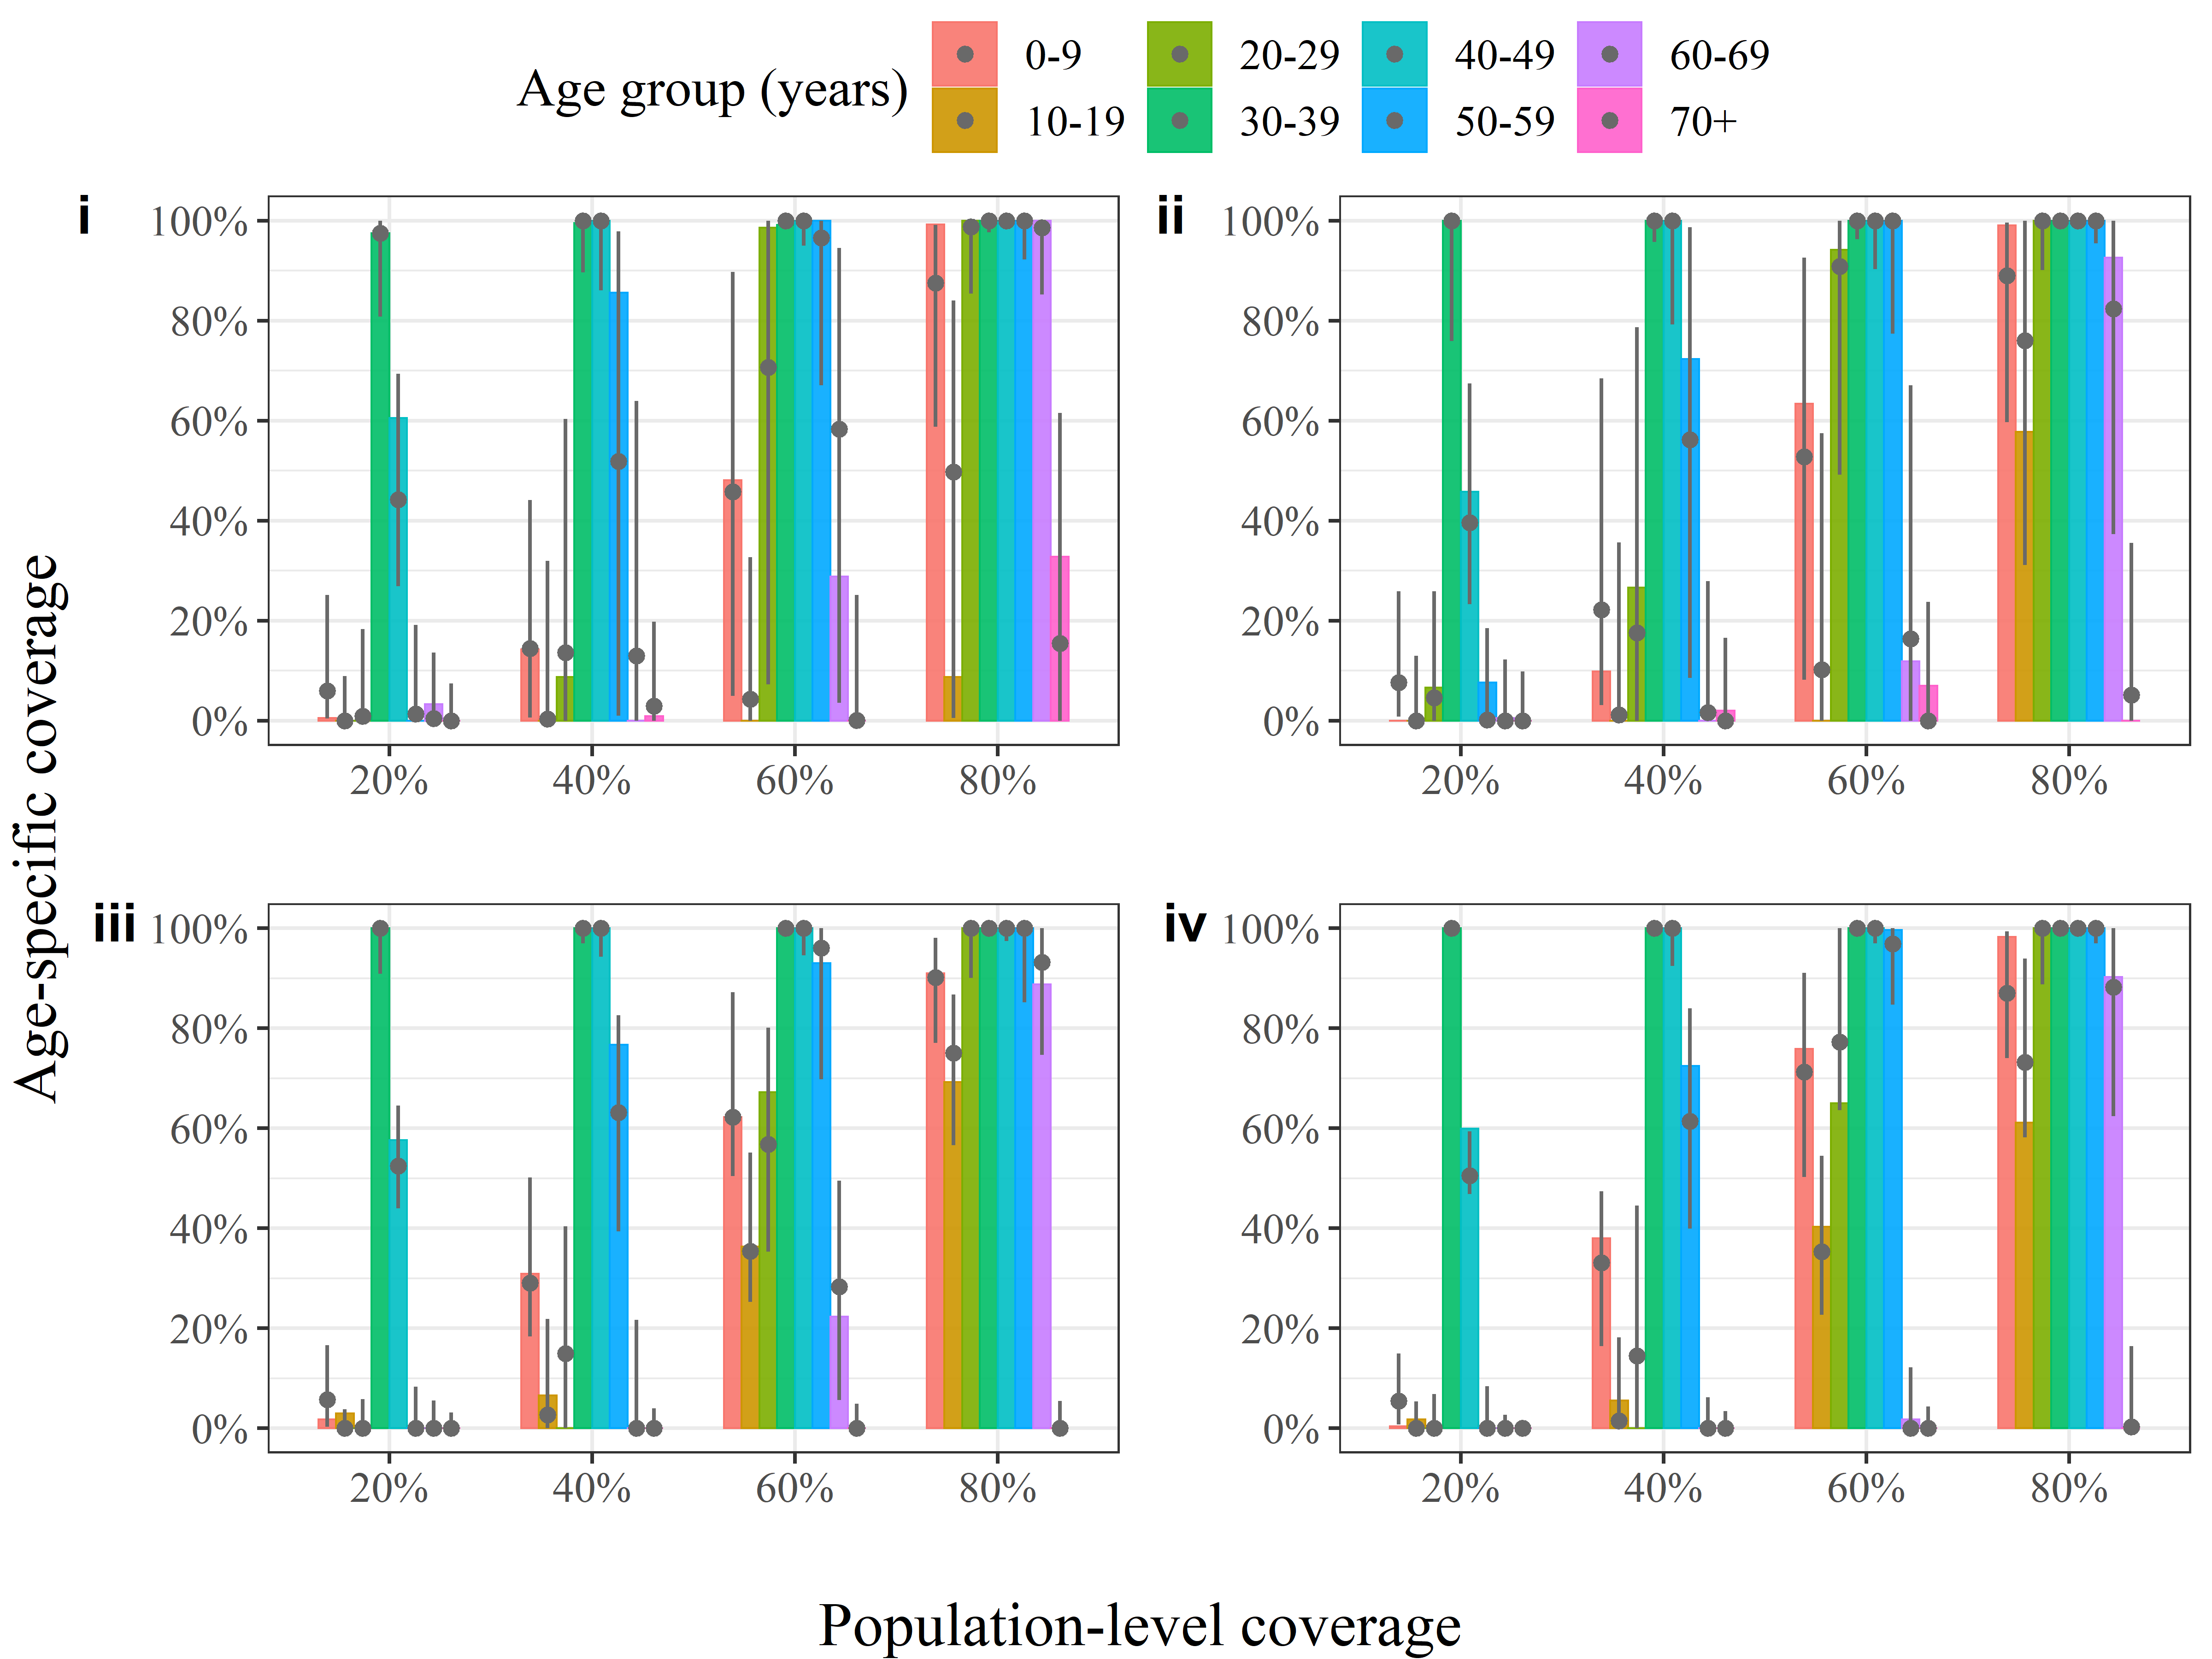 Age group (years)
0-9 20-29 40-49 60-69
10-19 30-39 50-59 70+
i ii
100% 100%
80% 80%
60% 60%
40% 40%
20% 20%
0% 0%
20% 40% 60% 80% 20% 40% 60% 80%
Age-specific coverage
iii iv
100% 100%
80% 80%
60% 60%
40% 40%
20% 20%
0% 0%
20% 40% 60% 80% 20% 40% 60% 80%
Population-level coverage